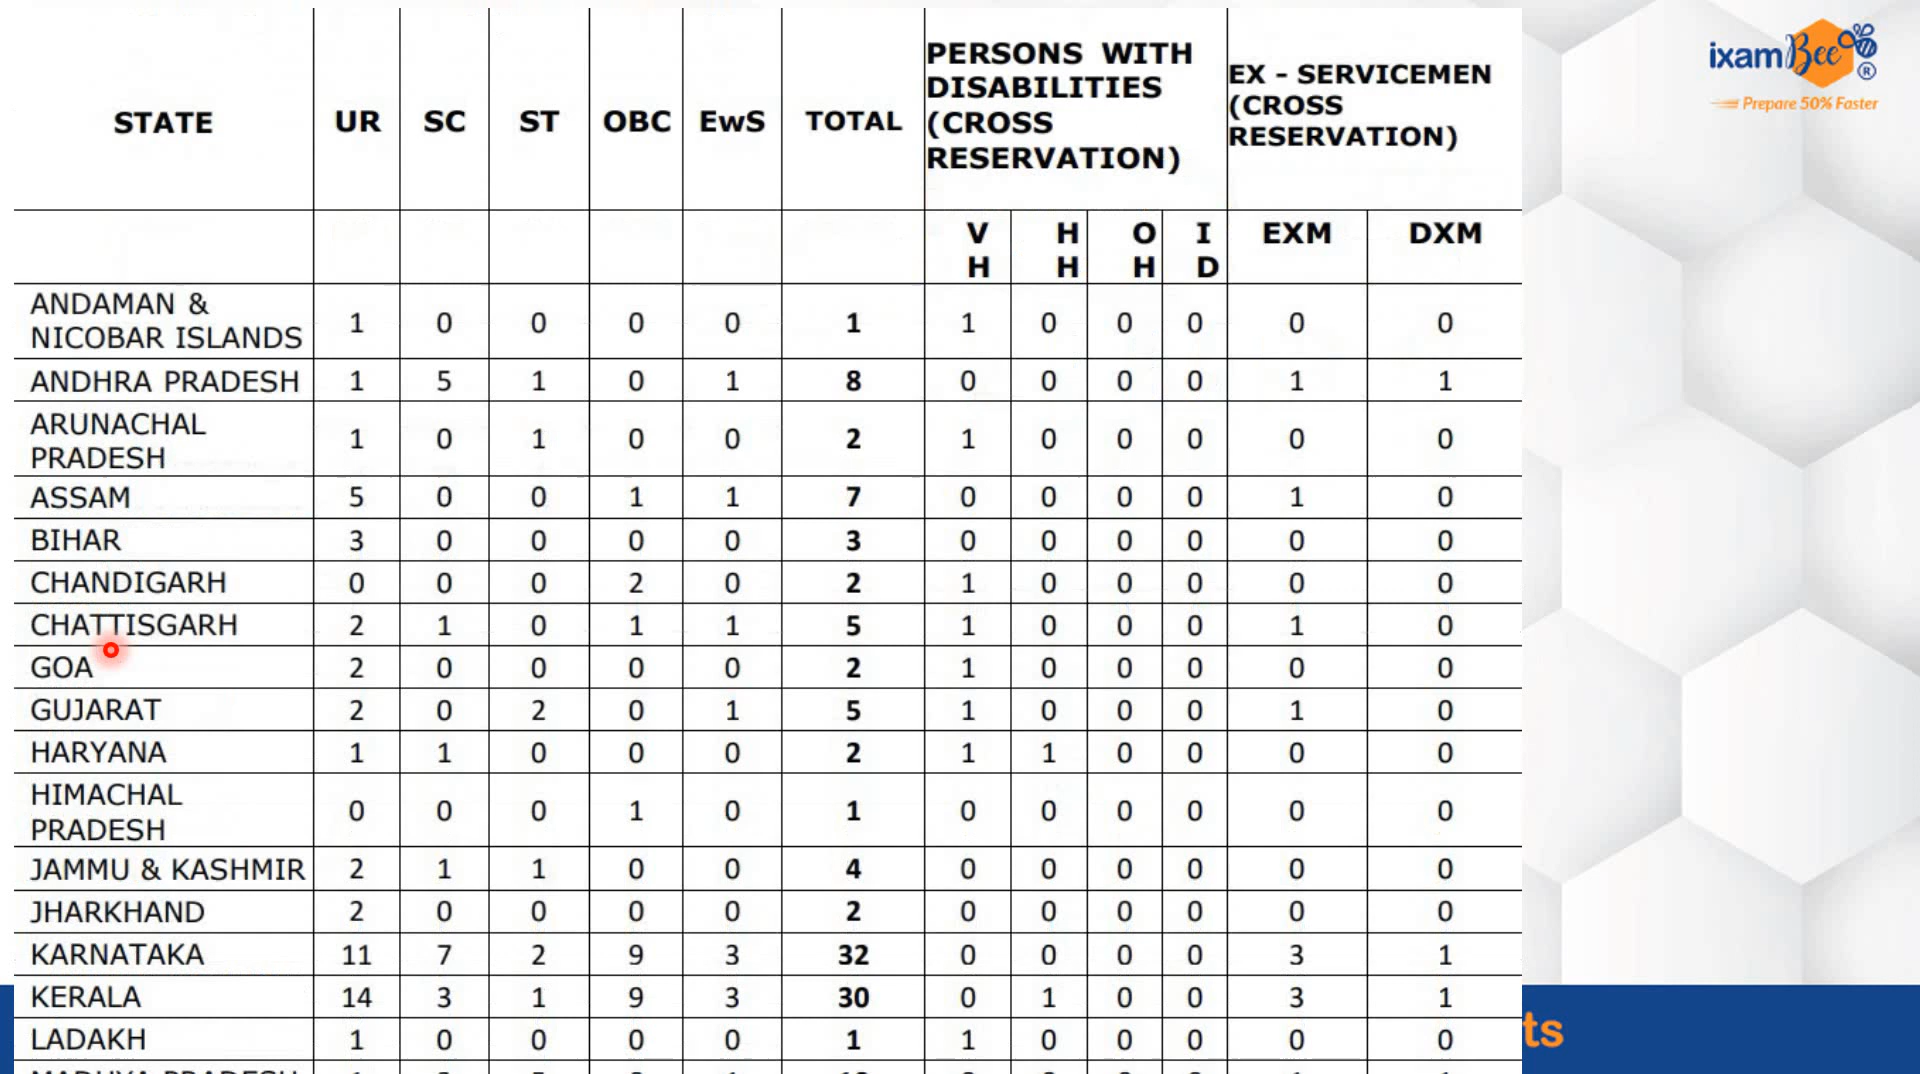 STATE UR SC ST OBC EwS TOTAL PERSONS WITH DISABILITIES (CROSS RESERVATION) EX - SERVICEMEN (CROSS RESERVATION)
VH HH OH ID EXM DXM
ANDAMAN & NICOBAR ISLANDS 1 0 0 0 0 1 1 0 0 0 0 0
ANDHRA PRADESH 1 5 1 0 1 8 0 0 0 0 1 1
ARUNACHAL PRADESH 1 0 1 0 0 2 1 0 0 0 0 0
ASSAM 5 0 0 1 1 7 0 0 0 0 1 0
BIHAR 3 0 0 0 0 3 0 0 0 0 0 0
CHANDIGARH 0 0 0 2 0 2 1 0 0 0 0 0
CHATTISGARH 2 1 0 1 1 5 1 0 0 0 1 0
GOA 2 0 0 0 0 2 1 0 0 0 0 0
GUJARAT 2 0 2 0 1 5 1 0 0 0 1 0
HARYANA 1 1 0 0 0 2 1 1 0 0 0 0
HIMACHAL PRADESH 0 0 0 1 0 1 0 0 0 0 0 0
JAMMU & KASHMIR 2 1 1 0 0 4 0 0 0 0 0 0
JHARKHAND 2 0 0 0 0 2 0 0 0 0 0 0
KARNATAKA 11 7 2 9 3 32 0 0 0 0 3 1
KERALA 14 3 1 9 3 30 0 1 0 0 3 1
LADAKH 1 0 0 0 0 1 1 0 0 0 0 0
MADHYA PRADESH
ixamBee®
Prepare 50% Faster
ts